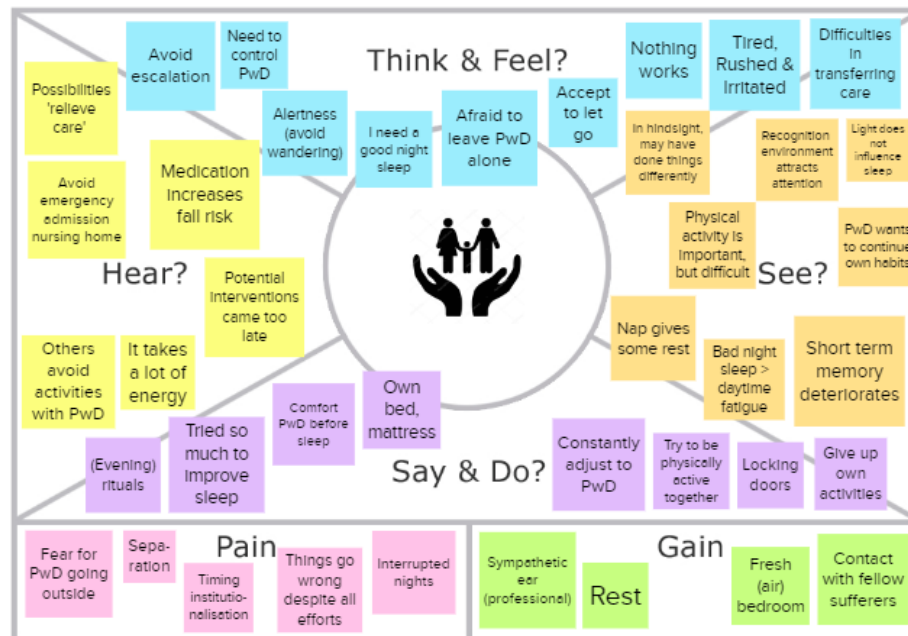 Think & Feel?
Avoid
escalation
Need to
control
PwD
Alertness
(avoid
wandering)
I need a
good night
sleep
Afraid to
leave PwD
alone
Accept
to let
go
Nothing
works
Tired,
Rushed &
Irritated
Difficulties
in
transferring
care
Hear?
Possibilities
'relieve
care'
Avoid
emergency
admission
nursing home
Medication
increases
fall risk
Potential
interventions
came too
late
Others
avoid
activities
with PwD
It takes
a lot of
energy
See?
In hindsight,
may have
done things
differently
Recognition
environment
attracts
attention
Light does
not
influence
sleep
Physical
activity is
important,
but difficult
PwD wants
to continue
own habits
Nap gives
some rest
Bad night
sleep >
daytime
fatigue
Short term
memory
deteriorates
Say & Do?
(Evening)
rituals
Tried so
much to
improve
sleep
Comfort
PwD before
sleep
Own
bed,
mattress
Constantly
adjust to
PwD
Try to be
physically
active
together
Locking
doors
Give up
own
activities
Pain
Fear for
PwD going
outside
Sepa-
ration
Timing
institutio-
nalisation
Things go
wrong
despite all
efforts
Interrupted
nights
Gain
Sympathetic
ear
(professional)
Rest
Fresh
(air)
bedroom
Contact
with fellow
sufferers